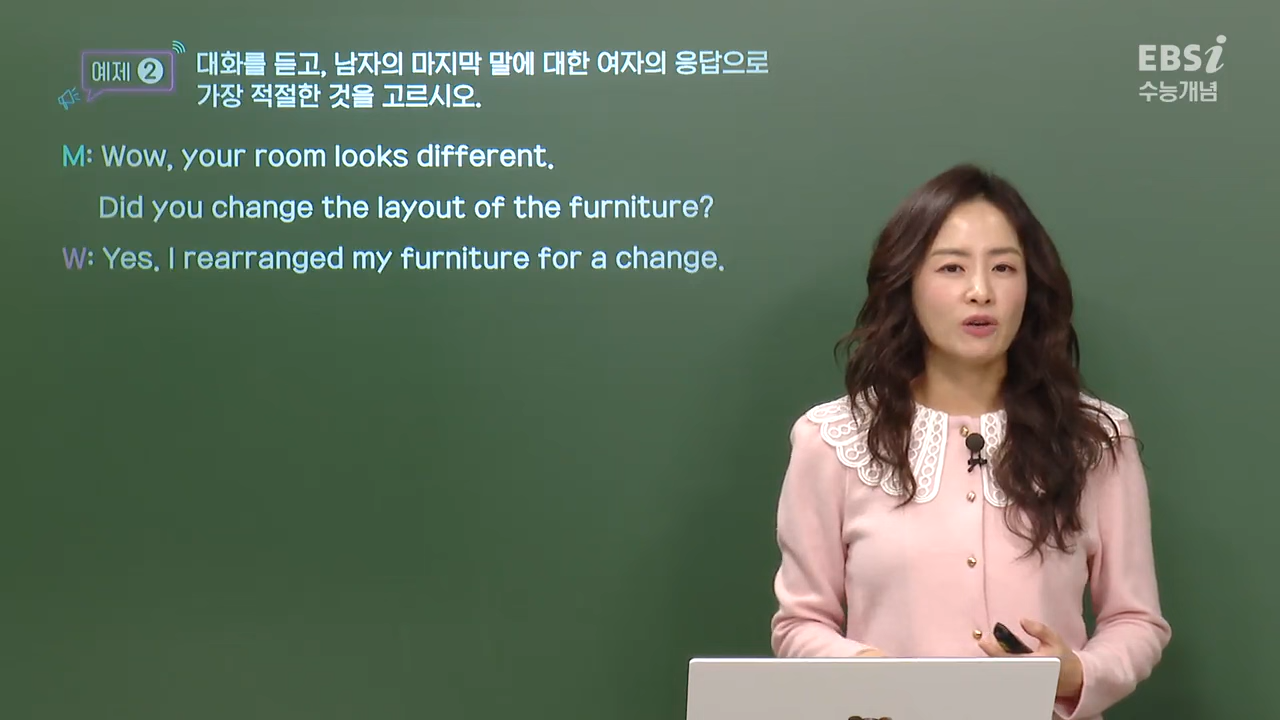 예제 2 대화를 듣고, 남자의 마지막 말에 대한 여자의 응답으로
가장 적절한 것을 고르시오.
EBSi
수능개념
M: Wow, your room looks different.
Did you change the layout of the furniture?
W: Yes, I rearranged my furniture for a change.